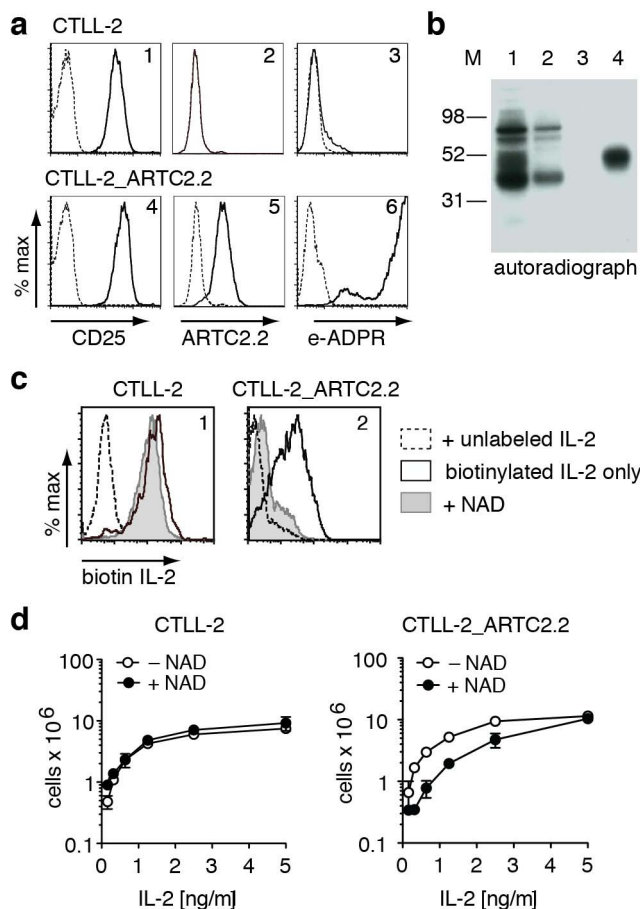 a
CTLL-2
1
2
3
CTLL-2_ARTC2.2
4
5
6
% max
CD25
ARTC2.2
e-ADPR
b
M 1 2 3 4
98
52
31
autoradiograph
c
CTLL-2
CTLL-2_ARTC2.2
1
2
% max
biotin IL-2
+ unlabeled IL-2
biotinylated IL-2 only
+ NAD
d
CTLL-2
– NAD
+ NAD
cells x 10⁶
100
10
1
0.1
0 1 2 3 4 5
IL-2 [ng/m]
CTLL-2_ARTC2.2
– NAD
+ NAD
cells x 10⁶
100
10
1
0.1
0 1 2 3 4 5
IL-2 [ng/m]